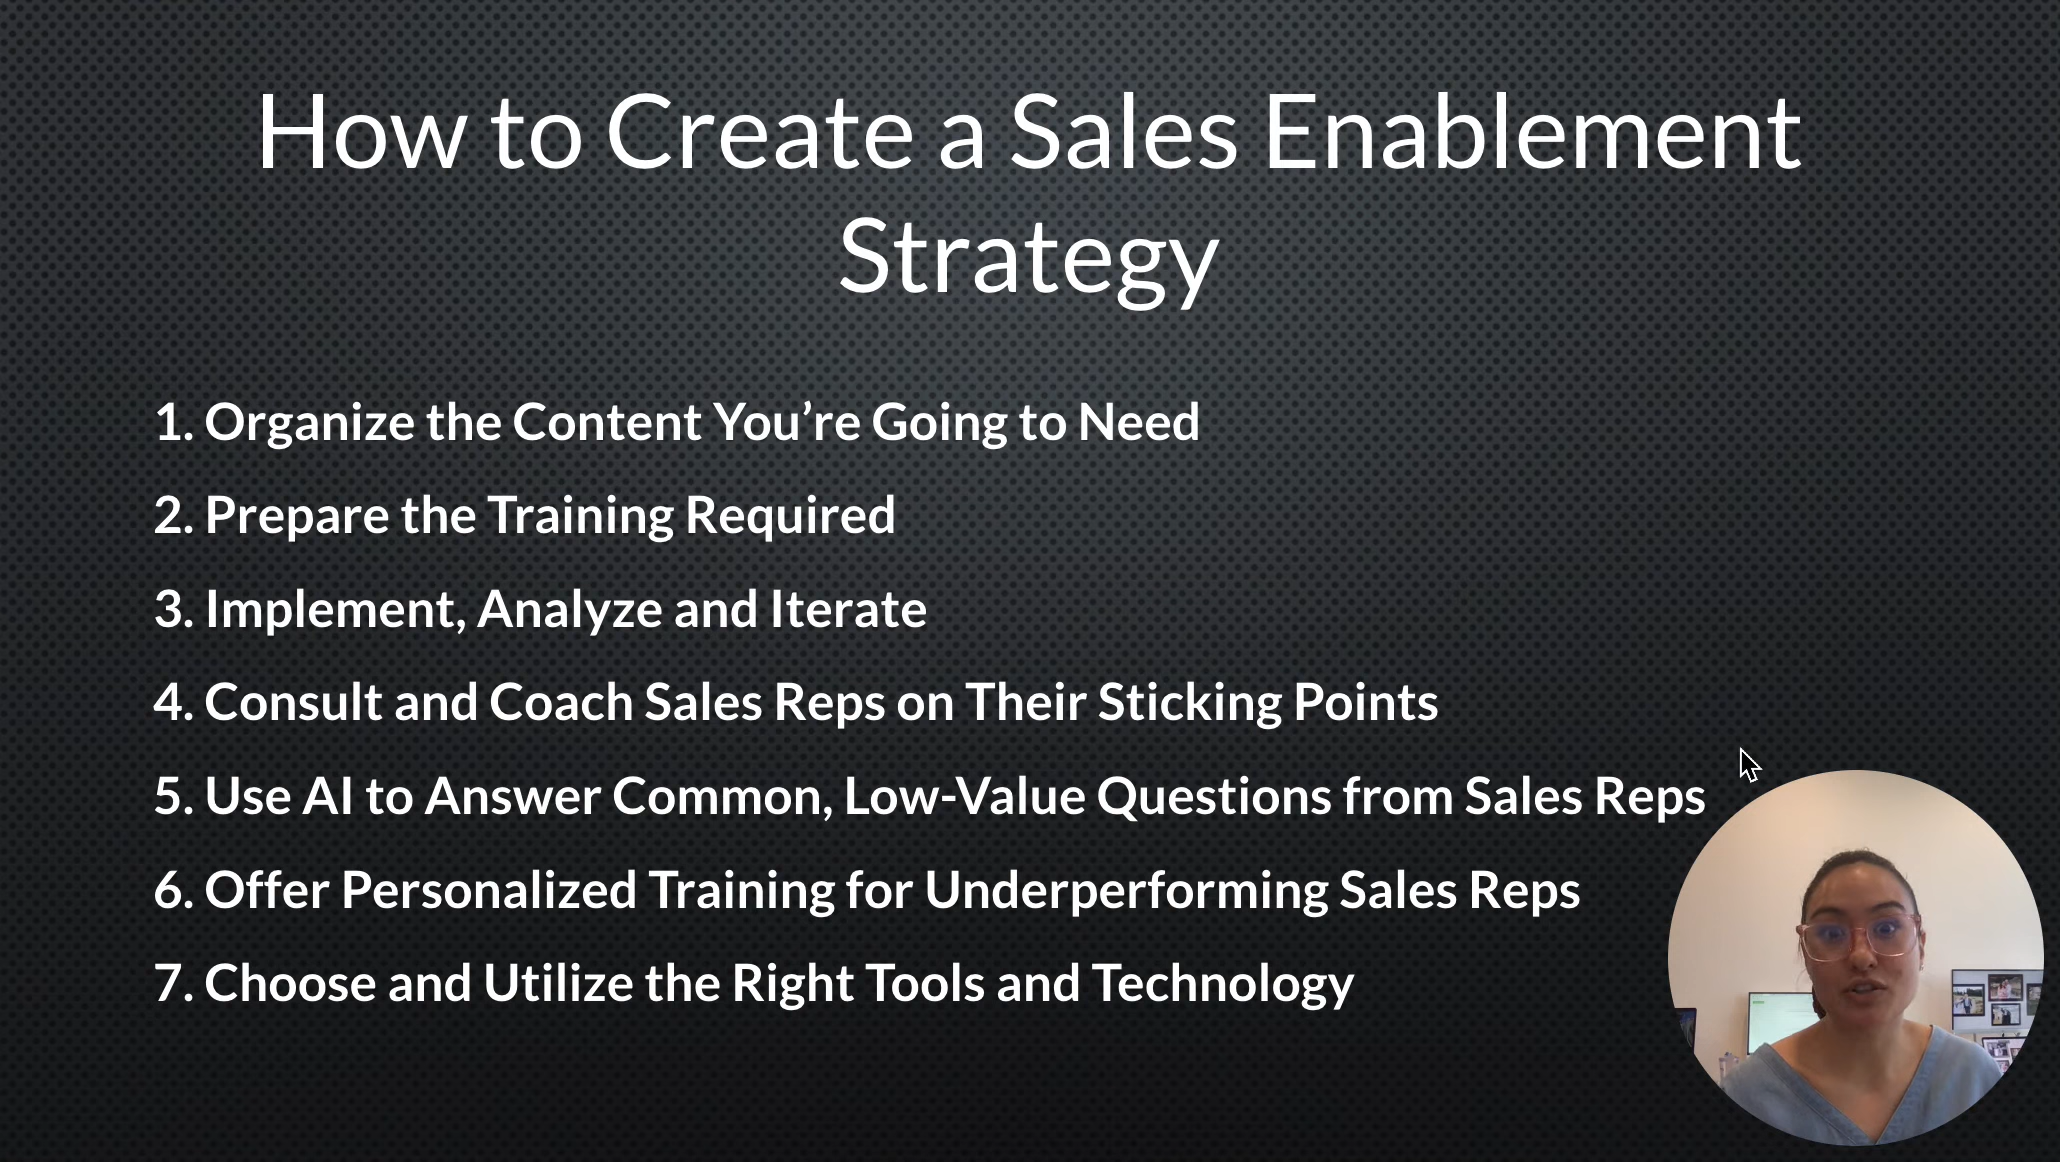 How to Create a Sales Enablement
Strategy
1. Organize the Content You’re Going to Need
2. Prepare the Training Required
3. Implement, Analyze and Iterate
4. Consult and Coach Sales Reps on Their Sticking Points
5. Use AI to Answer Common, Low-Value Questions from Sales Reps
6. Offer Personalized Training for Underperforming Sales Reps
7. Choose and Utilize the Right Tools and Technology